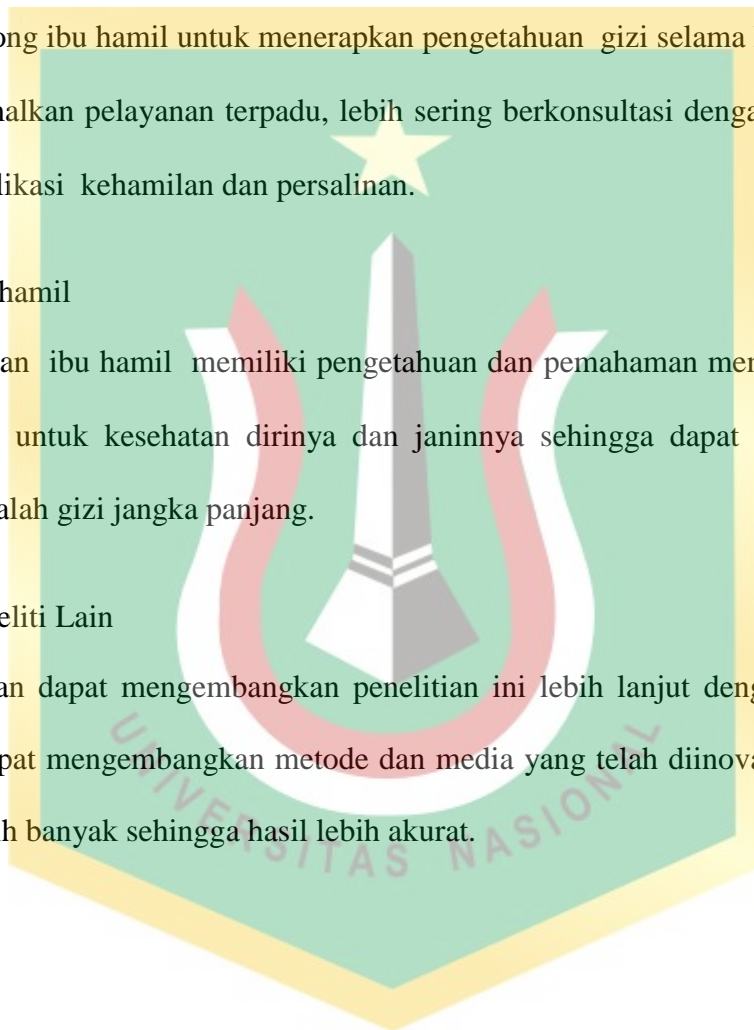 ong ibu hamil untuk menerapkan pengetahuan gizi selama
alkan pelayanan terpadu, lebih sering berkonsultasi denga
likasi kehamilan dan persalinan.
hamil
an ibu hamil memiliki pengetahuan dan pemahaman mer
untuk kesehatan dirinya dan janinnya sehingga dapat
alah gizi jangka panjang.
eliti Lain
an dapat mengembangkan penelitian ini lebih lanjut deng
pat mengembangkan metode dan media yang telah diinova
h banyak sehingga hasil lebih akurat.
UNIVERSITAS NASIONAL